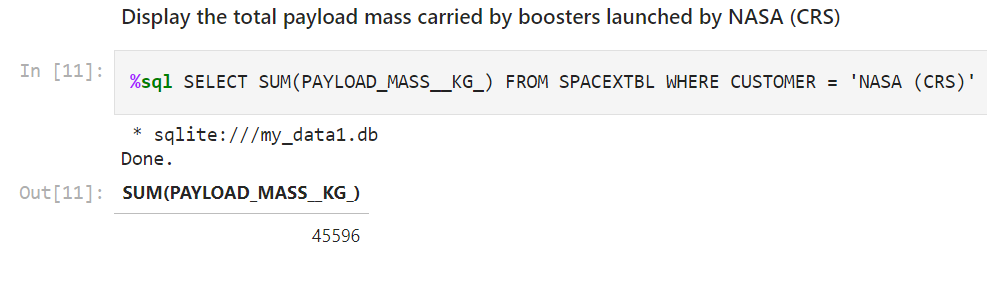 Display the total payload mass carried by boosters launched by NASA (CRS)
In [11]: %sql SELECT SUM(PAYLOAD_MASS__KG_) FROM SPACEXTBL WHERE CUSTOMER = 'NASA (CRS)'
* sqlite:///my_data1.db
Done.
Out[11]: SUM(PAYLOAD_MASS__KG_)
45596